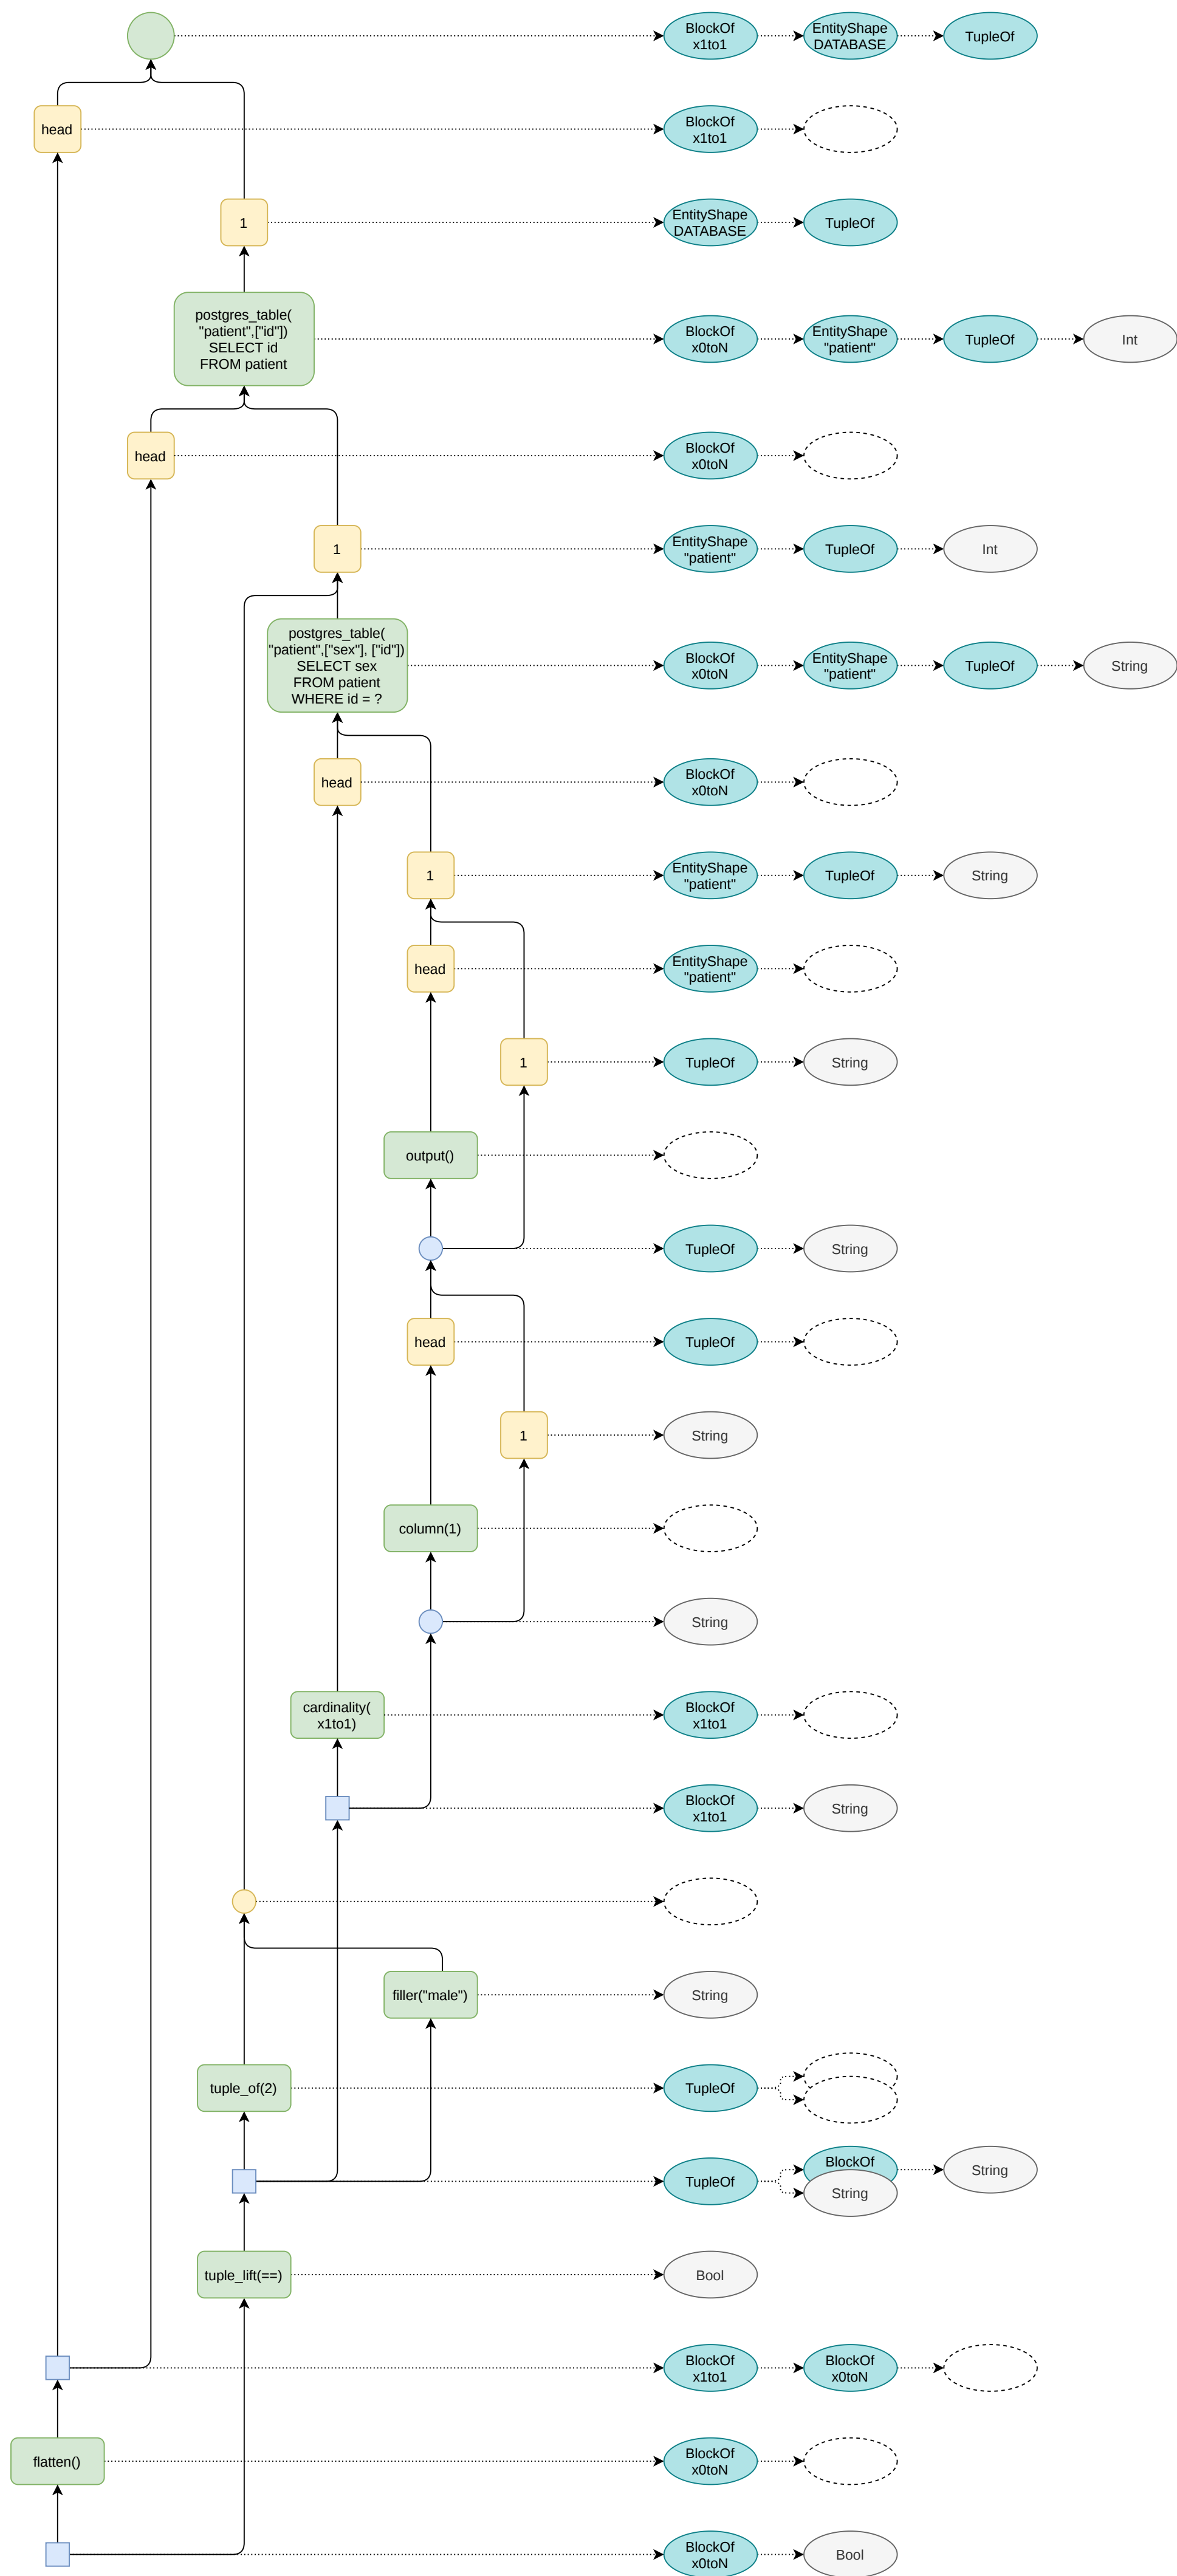 BlockOf
x1to1
EntityShape
DATABASE
TupleOf
head
BlockOf
x1to1
1
EntityShape
DATABASE
TupleOf
postgres_table(
"patient",["id"])
SELECT id
FROM patient
BlockOf
x0toN
EntityShape
"patient"
TupleOf
Int
head
BlockOf
x0toN
1
EntityShape
"patient"
TupleOf
Int
postgres_table(
"patient",["sex"], ["id"])
SELECT sex
FROM patient
WHERE id = ?
BlockOf
x0toN
EntityShape
"patient"
TupleOf
String
head
BlockOf
x0toN
1
EntityShape
"patient"
TupleOf
String
head
EntityShape
"patient"
1
TupleOf
String
output()
TupleOf
String
head
TupleOf
1
String
column(1)
String
cardinality(
x1to1)
BlockOf
x1to1
BlockOf
x1to1
String
filler("male")
String
tuple_of(2)
TupleOf
TupleOf
BlockOf
String
String
tuple_lift(==)
Bool
BlockOf
x1to1
BlockOf
x0toN
flatten()
BlockOf
x0toN
BlockOf
x0toN
Bool